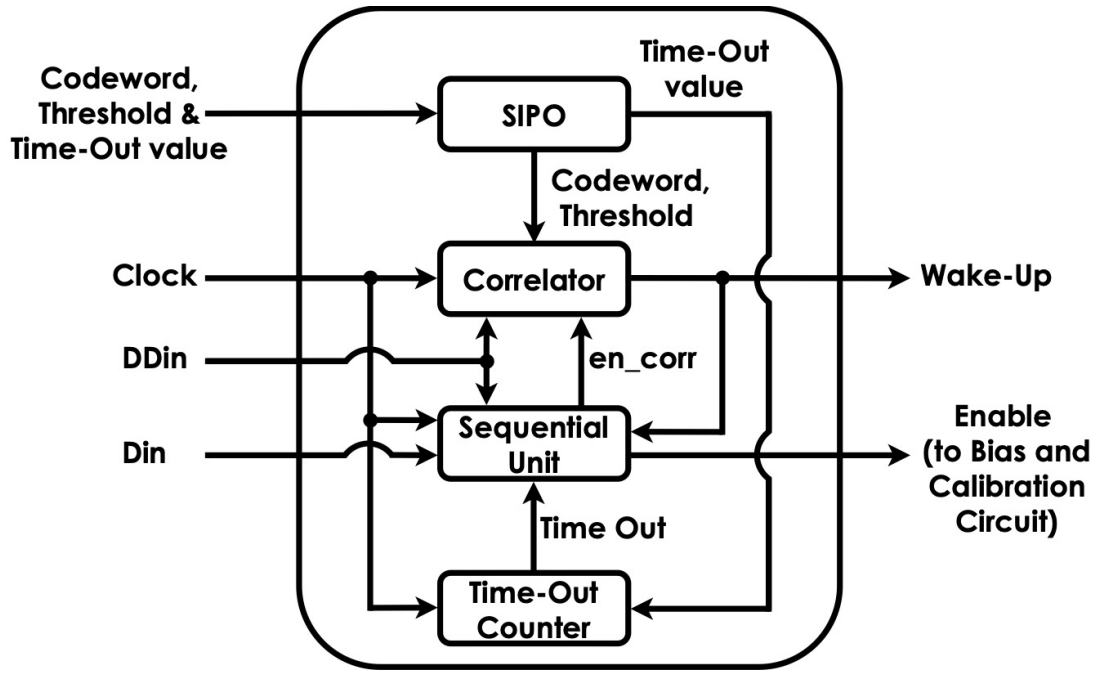 Codeword,
Threshold &
Time-Out value
SIPO
Time-Out
value
Codeword,
Threshold
Clock
Correlator
Wake-Up
DDin
en_corr
Din
Sequential
Unit
Enable
(to Bias and
Calibration
Circuit)
Time Out
Time-Out
Counter